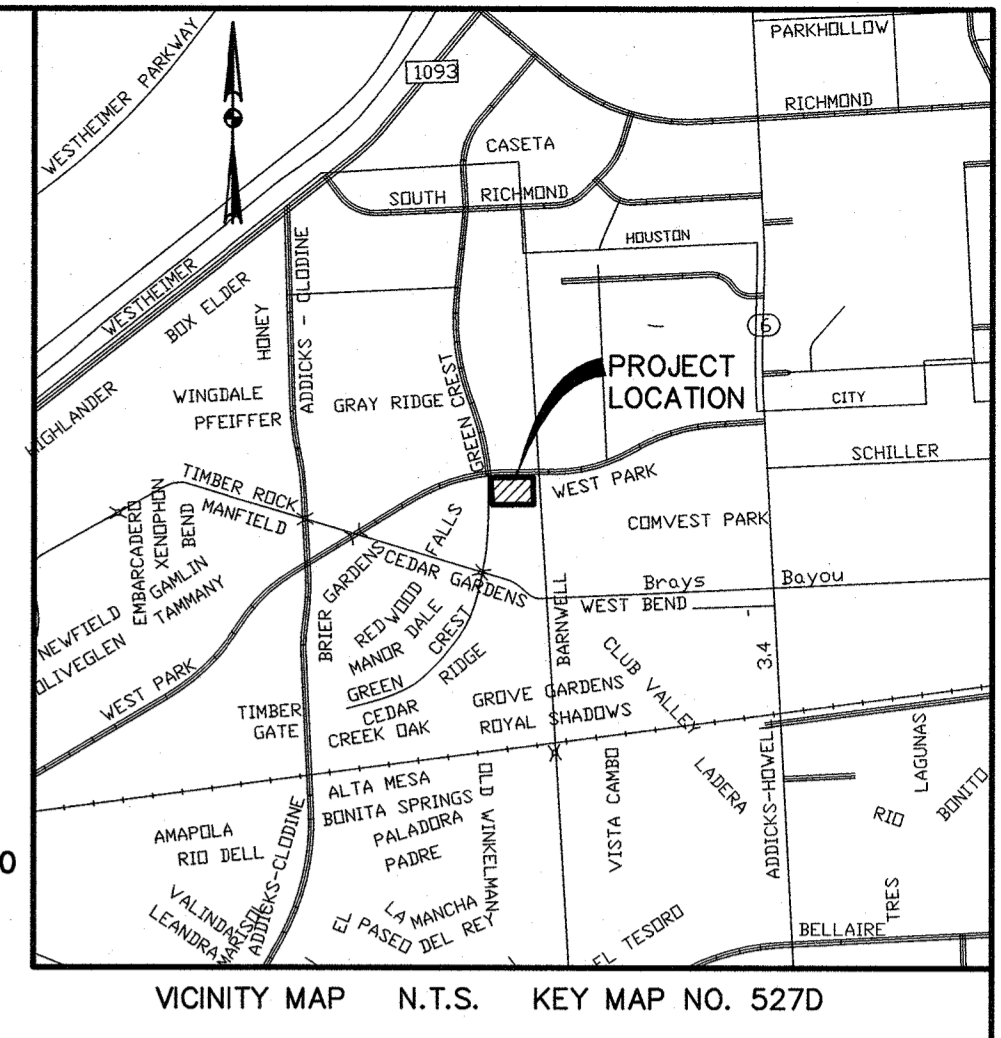 PARKHOLLOW
WESTHEIMER PARKWAY
1093
RICHMOND
CASETA
SOUTH RICHMOND
HOUSTON
ADDICKS - CLODINE
WESTHEIMER
BOX ELDER
HONEY
6
PROJECT
LOCATION
GREEN CREST
HIGHLANDER
WINGDALE
PFEIFFER
GRAY RIDGE
CITY
SCHILLER
TIMBER ROCK
MANFIELD
WEST PARK
EMBARCADERO
XENOPHON
BEND
FALLS
COMVEST PARK
GAMLIN
TAMMANY
BRIER GARDENS
CEDAR GARDENS
Brays Bayou
REDWOOD
MANOR DALE
WEST BEND
BARNWELL
NEWFIELD
OLIVEGLEN
CREST
RIDGE
CLUB VALLEY
3.4
WEST PARK
GREEN
CEDAR
CREEK OAK
GROVE GARDENS
ROYAL SHADOWS
TIMBER
GATE
ALTA MESA
BONITA SPRINGS
PALADORA
PADRE
OLD WINKELMAN
VISTA CAMBO
LADERA
ADDICKS-HOWELL
LAGUNAS
RIO
BONITO
AMAPOLA
RIO DELL
ADDICKS-CLODINE
0
VALINDA
LEANDRA
MARISOL
LA MANCHA
EL PASEO DEL REY
EL TESORO
TRES
BELLAIRE
VICINITY MAP N.T.S. KEY MAP NO. 527D